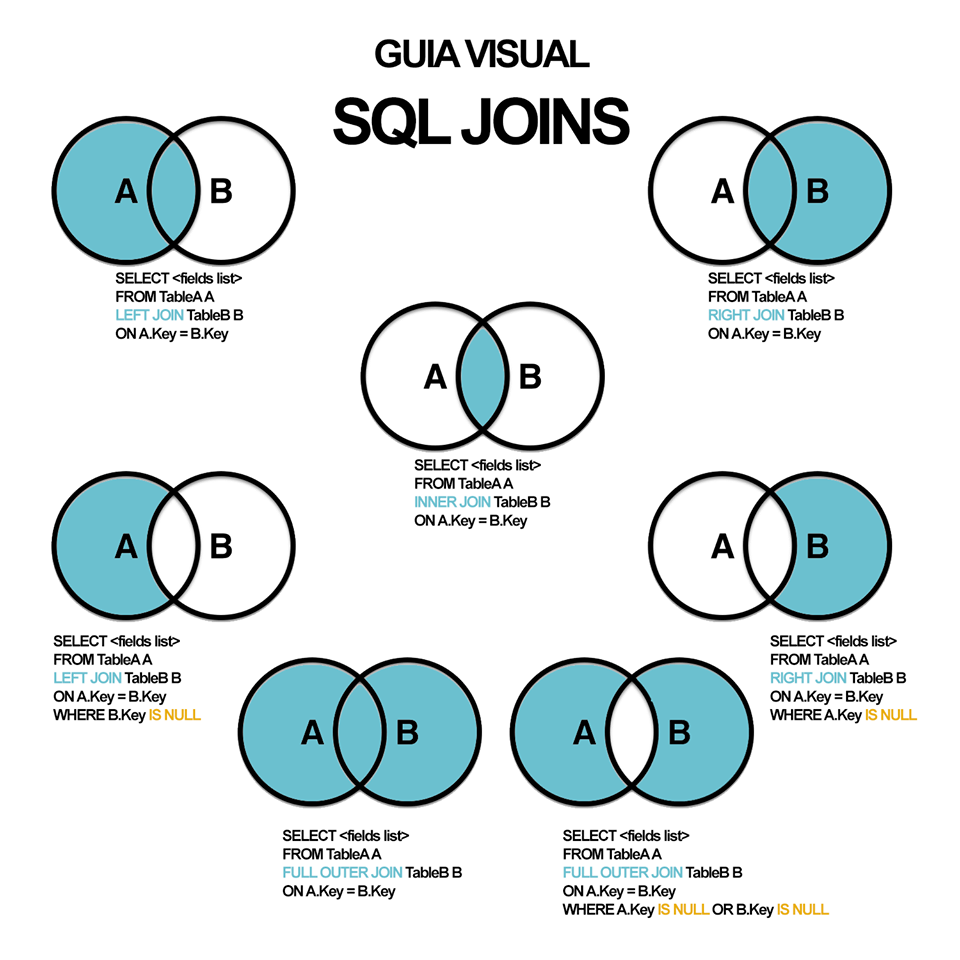 GUIA VISUAL
SQL JOINS
A B
SELECT <fields list>
FROM TableA A
LEFT JOIN TableB B
ON A.Key = B.Key
A B
SELECT <fields list>
FROM TableA A
RIGHT JOIN TableB B
ON A.Key = B.Key
A B
SELECT <fields list>
FROM TableA A
INNER JOIN TableB B
ON A.Key = B.Key
A B
SELECT <fields list>
FROM TableA A
LEFT JOIN TableB B
ON A.Key = B.Key
WHERE B.Key IS NULL
A B
SELECT <fields list>
FROM TableA A
RIGHT JOIN TableB B
ON A.Key = B.Key
WHERE A.Key IS NULL
A B
SELECT <fields list>
FROM TableA A
FULL OUTER JOIN TableB B
ON A.Key = B.Key
A B
SELECT <fields list>
FROM TableA A
FULL OUTER JOIN TableB B
ON A.Key = B.Key
WHERE A.Key IS NULL OR B.Key IS NULL